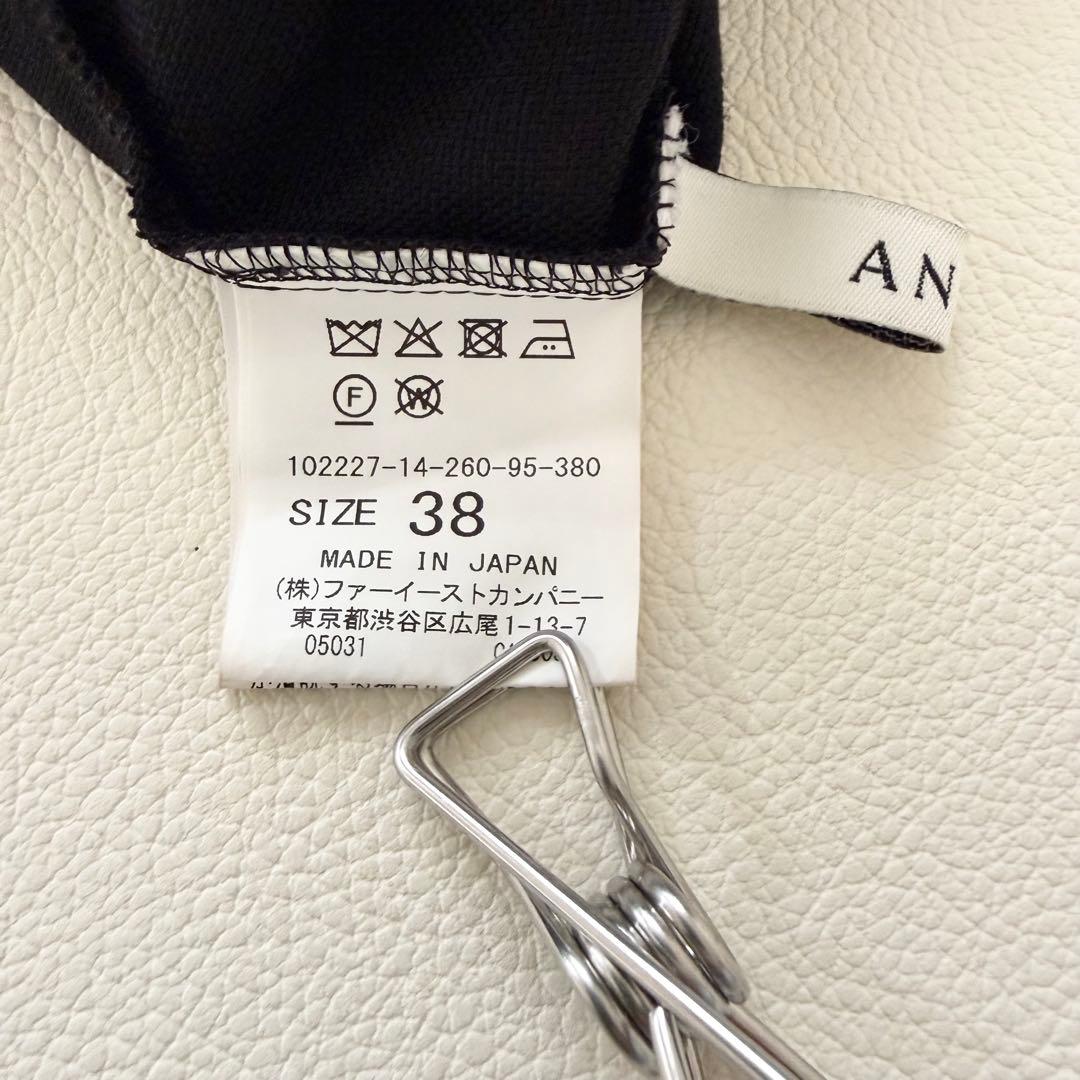 AN
F
W
102227-14-260-95-380
SIZE 38
MADE IN JAPAN
(株)ファーイーストカンパニー
東京都渋谷区広尾1-13-7
05031